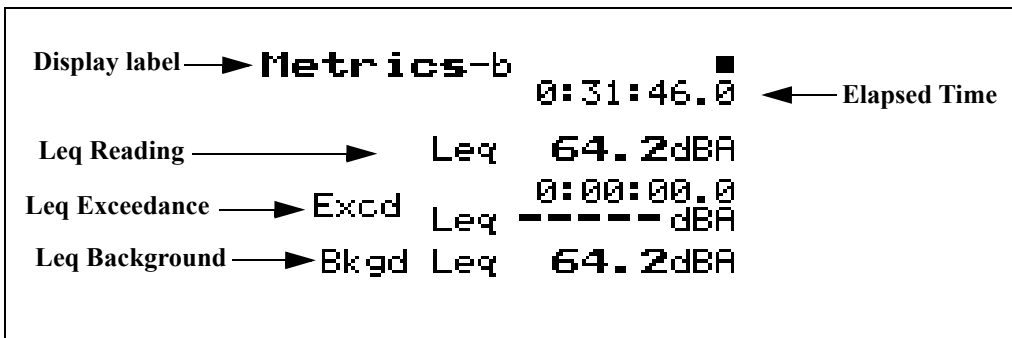 Display label Metrics-b ■
0:31:46.0 Elapsed Time
Leq Reading Leq 64.2dBA
0:00:00.0
Leq Exceedance Excd
Leq -----dBA
Leq Background Bkgd Leq 64.2dBA